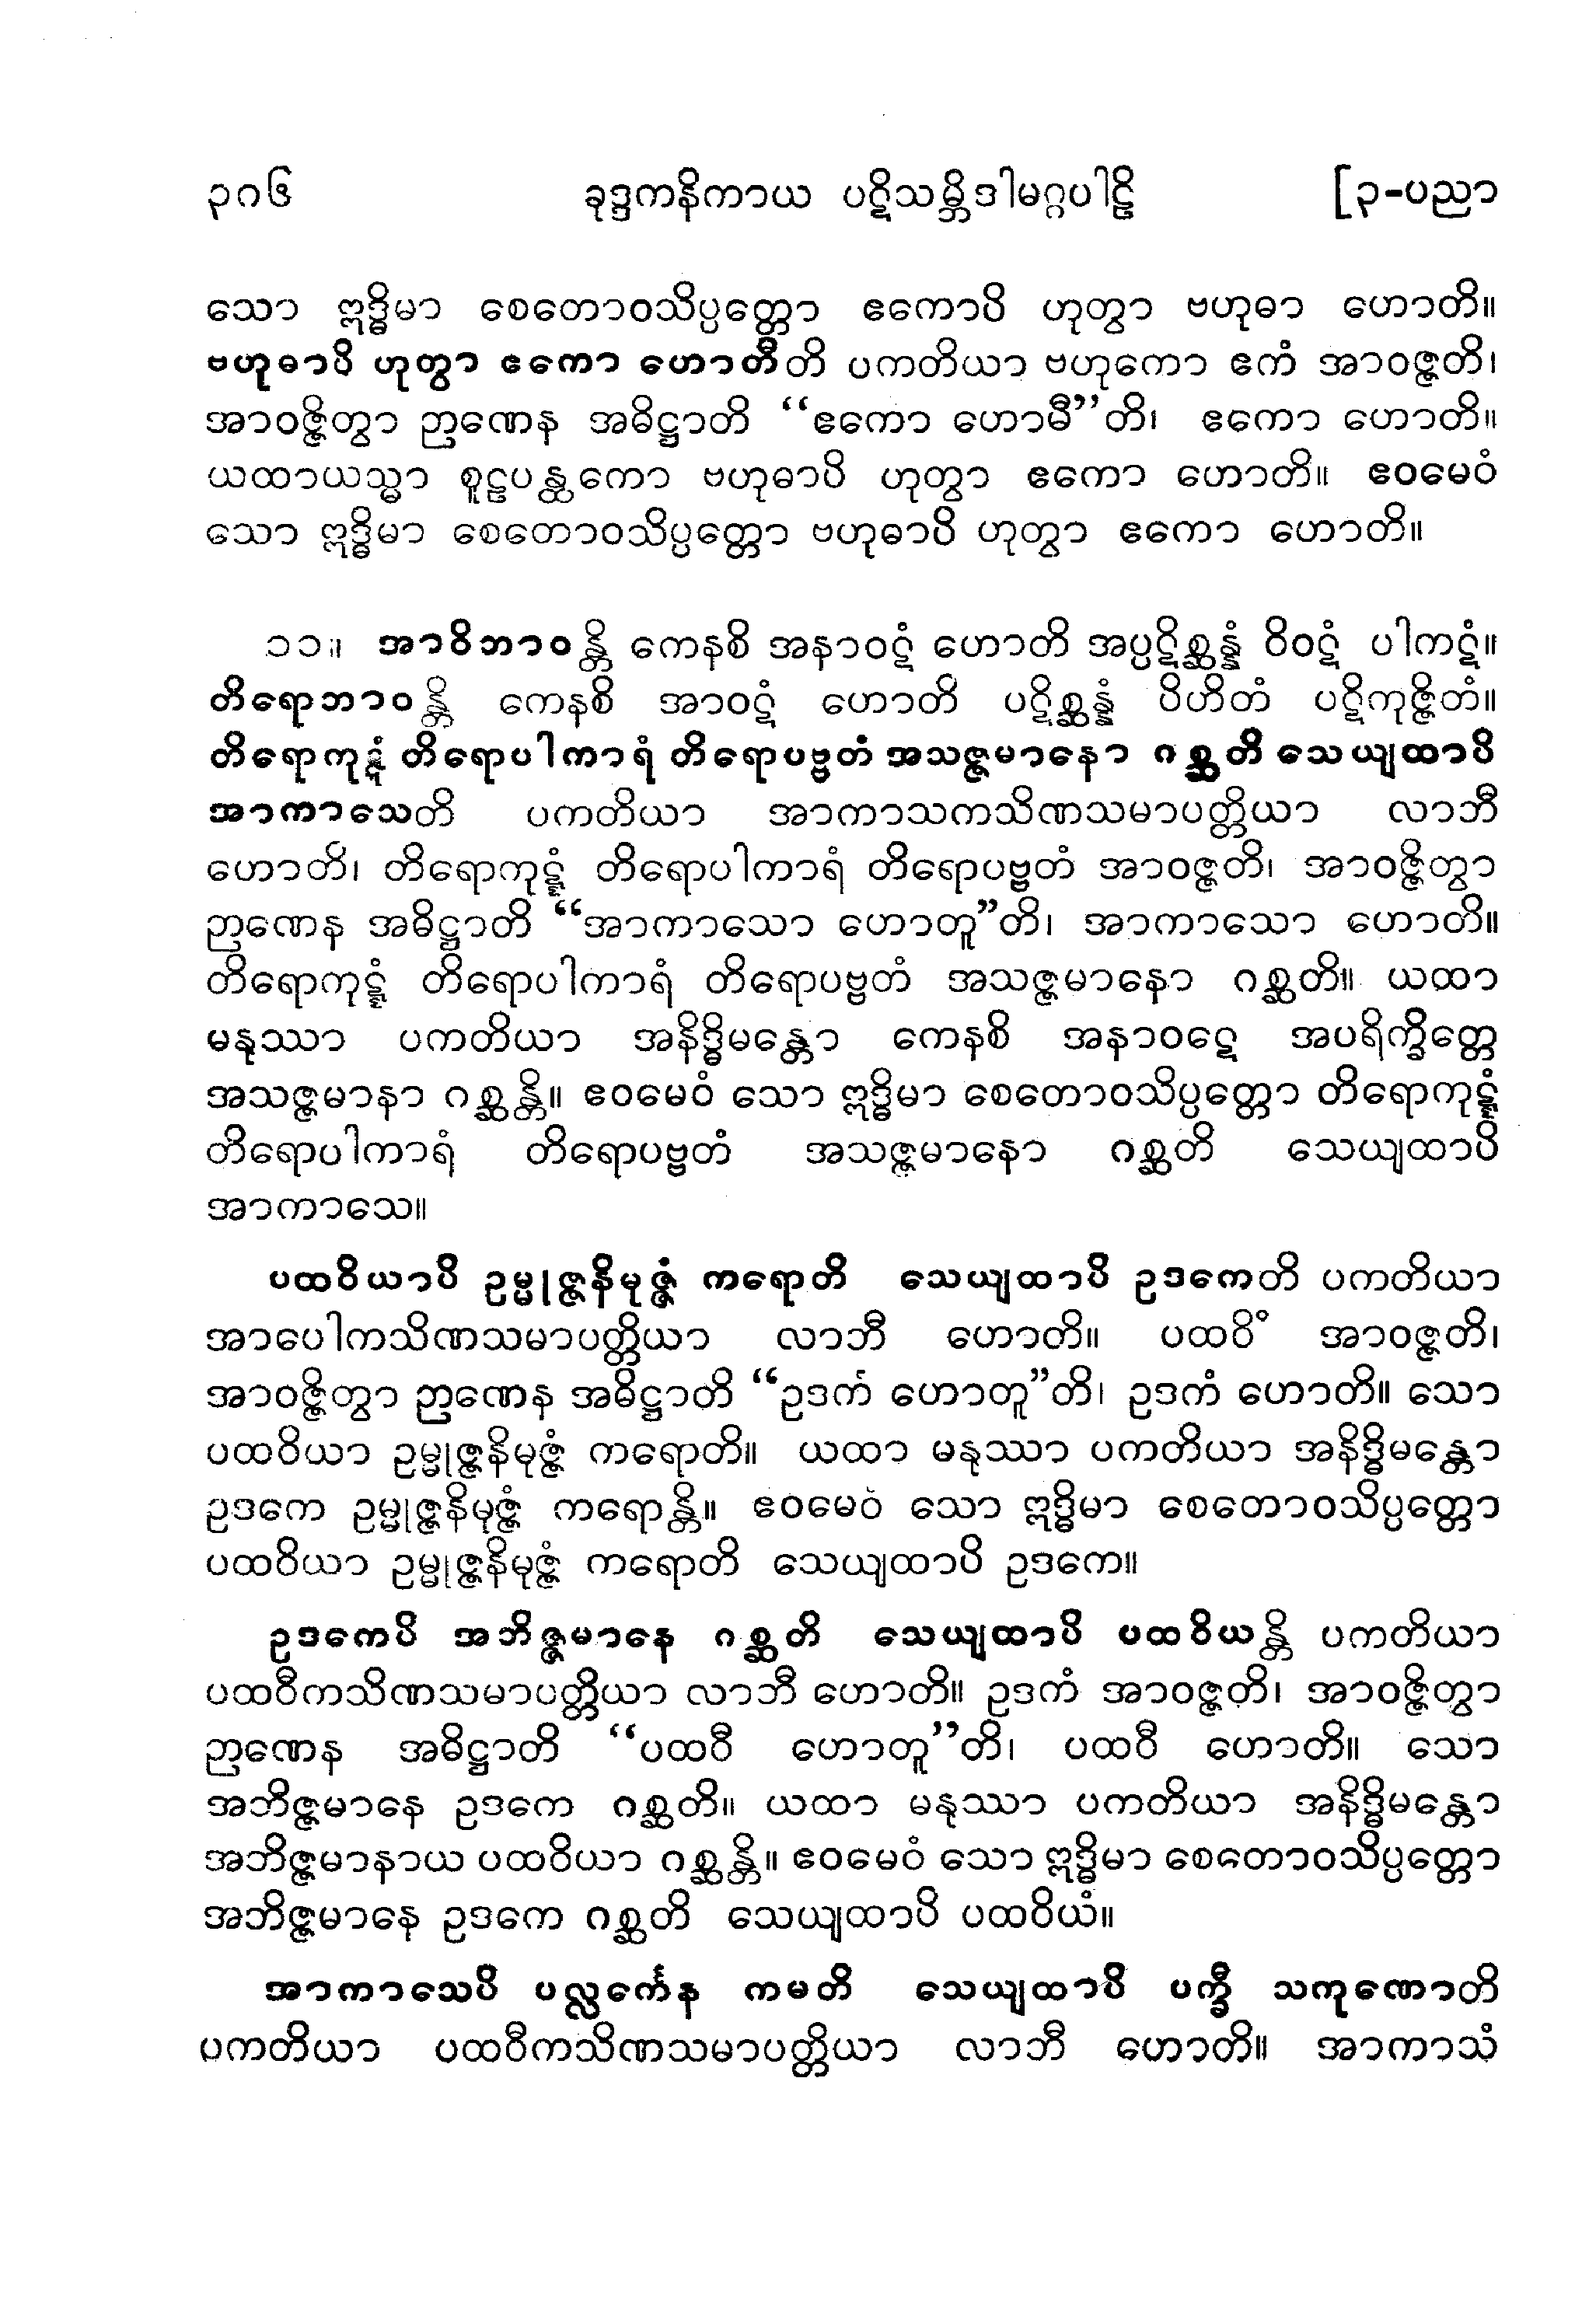 ၃၈၆ ခုဒ္ဒကနိကာယ ပဋိသမ္ဘိဒါမဂ္ဂပါဠိ [၃-ပညာ
သော ဣဒ္ဓိမာ စေတောဝသိပ္ပတ္တော ဧကောပိ ဟုတွာ ဗဟုဓာ ဟောတိ။
ဗဟုဓာပိ ဟုတွာ ဧကော ဟောတီတိ ပကတိယာ ဗဟုကော ဧကံ အာဝဇ္ဇတိ၊
အာဝဇ္ဇိတွာ ဉာဏေန အဓိဋ္ဌာတိ “ဧကော ဟောမီ”တိ၊ ဧကော ဟောတိ။
ယထာယသ္မာ စူဠပန္ထကော ဗဟုဓာပိ ဟုတွာ ဧကော ဟောတိ။ ဧဝမေဝံ
သော ဣဒ္ဓိမာ စေတောဝသိပ္ပတ္တော ဗဟုဓာပိ ဟုတွာ ဧကော ဟောတိ။
၁၁။ အာဝိဘာဝန္တိ ကေနစိ အနာဝဋံ ဟောတိ အပ္ပဋိစ္ဆန္နံ ဝိဝဋံ ပါကဋံ။
တိရောဘာဝန္တိ ကေနစိ အာဝဋံ ဟောတိ ပဋိစ္ဆန္နံ ပိဟိတံ ပဋိကုဇ္ဇိတံ။
တိရောကုဋ္ဋံ တိရောပါကာရံ တိရောပဗ္ဗတံ အသဇ္ဇမာနော ဂစ္ဆတိ သေယျထာပိ
အာကာသေတိ ပကတိယာ အာကာသကသိဏသမာပတ္တိယာ လာဘီ
ဟောတိ၊ တိရောကုဋ္ဋံ တိရောပါကာရံ တိရောပဗ္ဗတံ အာဝဇ္ဇတိ၊ အာဝဇ္ဇိတွာ
ဉာဏေန အဓိဋ္ဌာတိ “အာကာသော ဟောတူ”တိ၊ အာကာသော ဟောတိ။
တိရောကုဋ္ဋံ တိရောပါကာရံ တိရောပဗ္ဗတံ အသဇ္ဇမာနော ဂစ္ဆတိ။ ယထာ
မနုဿာ ပကတိယာ အနိဒ္ဓိမန္တော ကေနစိ အနာဝဋေ အပရိက္ခိတ္တေ
အသဇ္ဇမာနာ ဂစ္ဆန္တိ။ ဧဝမေဝံ သော ဣဒ္ဓိမာ စေတောဝသိပ္ပတ္တော တိရောကုဋ္ဋံ
တိရောပါကာရံ တိရောပဗ္ဗတံ အသဇ္ဇမာနော ဂစ္ဆတိ သေယျထာပိ
အာကာသေ။
ပထဝိယာပိ ဥမ္မုဇ္ဇနိမုဇ္ဇံ ကရောတိ သေယျထာပိ ဥဒကေတိ ပကတိယာ
အာပေါကသိဏသမာပတ္တိယာ လာဘီ ဟောတိ။ ပထဝိံ အာဝဇ္ဇတိ၊
အာဝဇ္ဇိတွာ ဉာဏေန အဓိဋ္ဌာတိ “ဥဒကံ ဟောတူ”တိ၊ ဥဒကံ ဟောတိ။ သော
ပထဝိယာ ဥမ္မုဇ္ဇနိမုဇ္ဇံ ကရောတိ။ ယထာ မနုဿာ ပကတိယာ အနိဒ္ဓိမန္တော
ဥဒကေ ဥမ္မုဇ္ဇနိမုဇ္ဇံ ကရောန္တိ။ ဧဝမေဝံ သော ဣဒ္ဓိမာ စေတောဝသိပ္ပတ္တော
ပထဝိယာ ဥမ္မုဇ္ဇနိမုဇ္ဇံ ကရောတိ သေယျထာပိ ဥဒကေ။
ဥဒကေပိ အဘိဇ္ဇမာနေ ဂစ္ဆတိ သေယျထာပိ ပထဝိယန္တိ ပကတိယာ
ပထဝီကသိဏသမာပတ္တိယာ လာဘီ ဟောတိ။ ဥဒကံ အာဝဇ္ဇတိ၊ အာဝဇ္ဇိတွာ
ဉာဏေန အဓိဋ္ဌာတိ “ပထဝီ ဟောတူ”တိ၊ ပထဝီ ဟောတိ။ သော
အဘိဇ္ဇမာနေ ဥဒကေ ဂစ္ဆတိ။ ယထာ မနုဿာ ပကတိယာ အနိဒ္ဓိမန္တော
အဘိဇ္ဇမာနာယ ပထဝိယာ ဂစ္ဆန္တိ။ ဧဝမေဝံ သော ဣဒ္ဓိမာ စေတောဝသိပ္ပတ္တော
အဘိဇ္ဇမာနေ ဥဒကေ ဂစ္ဆတိ သေယျထာပိ ပထဝိယံ။
အာကာသေပိ ပလ္လင်္ကေန ကမတိ သေယျထာပိ ပက္ခီ သကုဏောတိ
ပကတိယာ ပထဝီကသိဏသမာပတ္တိယာ လာဘီ ဟောတိ။ အာကာသံ